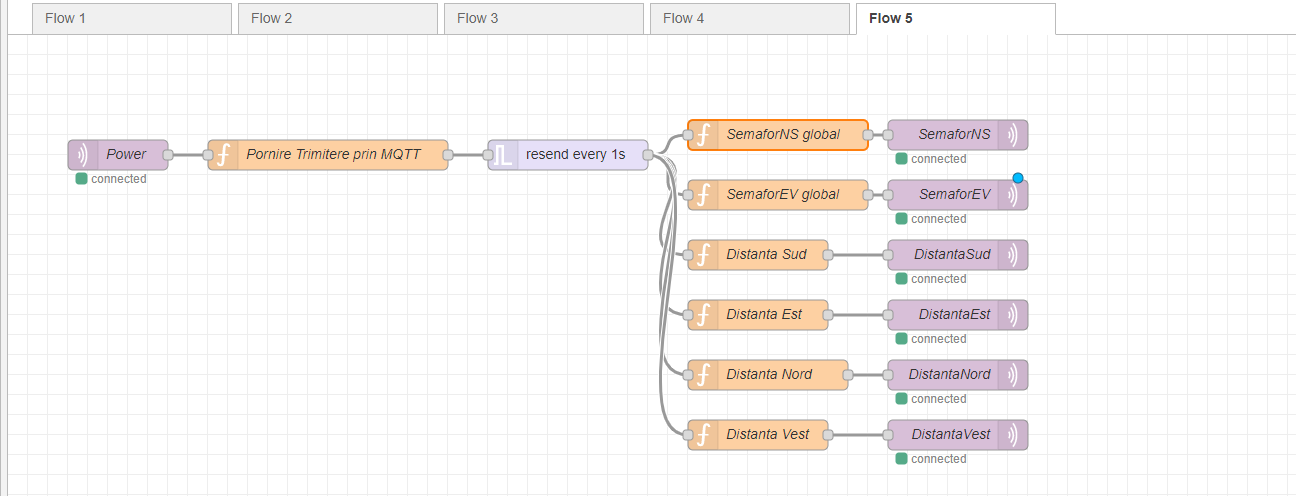 Flow 1
Flow 2
Flow 3
Flow 4
Flow 5
Power
connected
Pornire Trimitere prin MQTT
resend every 1s
SemaforNS global
SemaforNS
connected
SemaforEV global
SemaforEV
connected
Distanta Sud
DistantaSud
connected
Distanta Est
DistantaEst
connected
Distanta Nord
DistantaNord
connected
Distanta Vest
DistantaVest
connected